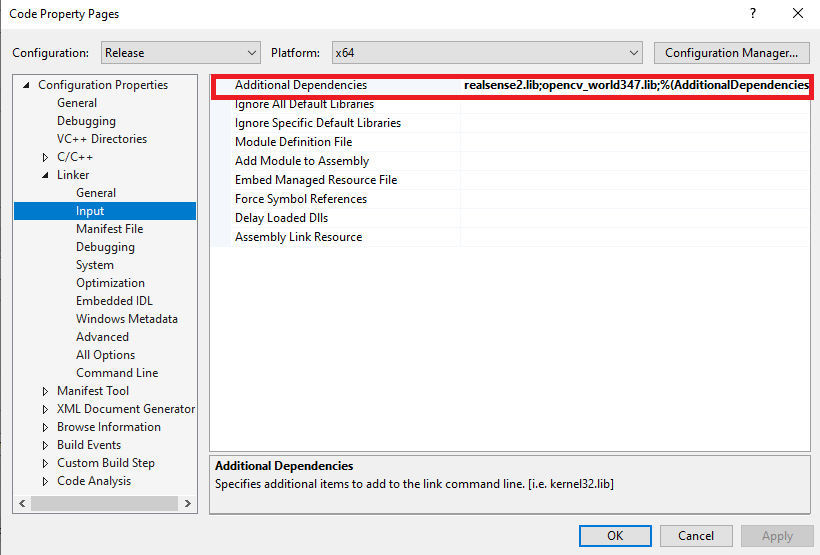 Code Property Pages
? 
Configuration: Release Platform: x64 Configuration Manager...
Configuration Properties
General
Debugging
VC++ Directories
C/C++
Linker
General
Input
Manifest File
Debugging
System
Optimization
Embedded IDL
Windows Metadata
Advanced
All Options
Command Line
Manifest Tool
XML Document Generator
Browse Information
Build Events
Custom Build Step
Code Analysis
Additional Dependencies realsense2.lib;opencv_world347.lib;%(AdditionalDependencies
Ignore All Default Libraries
Ignore Specific Default Libraries
Module Definition File
Add Module to Assembly
Embed Managed Resource File
Force Symbol References
Delay Loaded Dlls
Assembly Link Resource
Additional Dependencies
Specifies additional items to add to the link command line. [i.e. kernel32.lib]
OK Cancel Apply